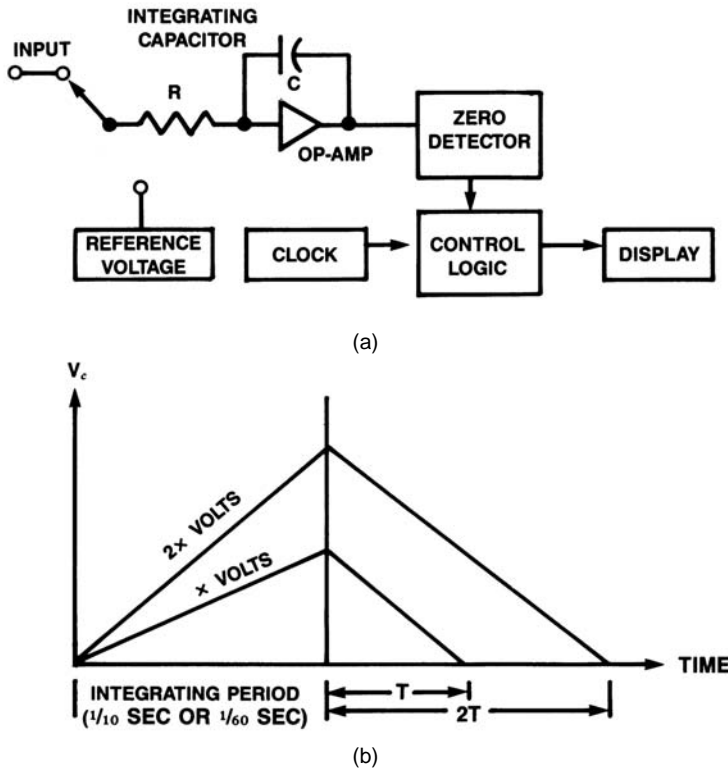 INTEGRATING
CAPACITOR
INPUT
R
C
OP-AMP
ZERO
DETECTOR
REFERENCE
VOLTAGE
CLOCK
CONTROL
LOGIC
DISPLAY
(a)
Vc
2× VOLTS
× VOLTS
TIME
INTEGRATING PERIOD
(1/10 SEC OR 1/60 SEC)
T
2T
(b)